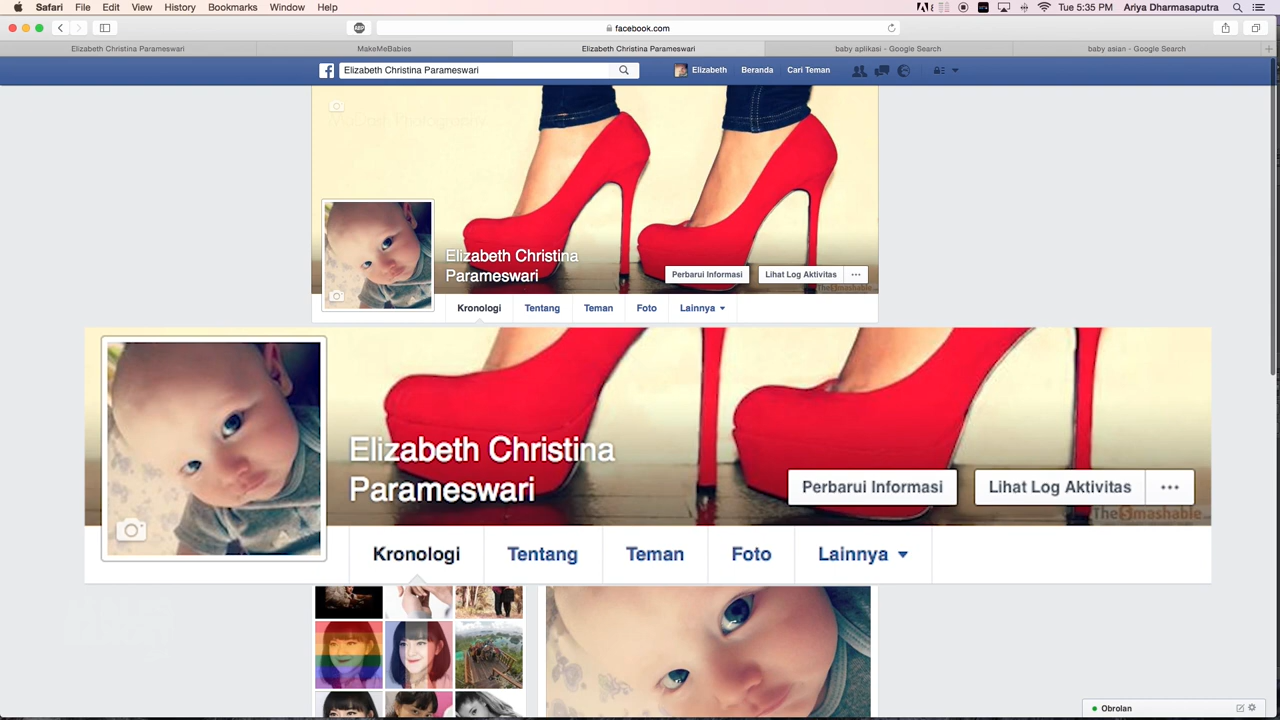 Safari File Edit View History Bookmarks Window Help
Tue 5:35 PM Ariya Dharmasaputra
ABP facebook.com
Elizabeth Christina Parameswari MakeMeBabies Elizabeth Christina Parameswari baby aplikasi - Google Search baby asian - Google Search
Elizabeth Christina Parameswari Elizabeth Beranda Cari Teman
Elizabeth Christina
Parameswari
Perbarui Informasi Lihat Log Aktivitas
TheSmashable
Kronologi Tentang Teman Foto Lainnya
Elizabeth Christina
Parameswari
Perbarui Informasi Lihat Log Aktivitas
TheSmashable
Kronologi Tentang Teman Foto Lainnya
Obrolan